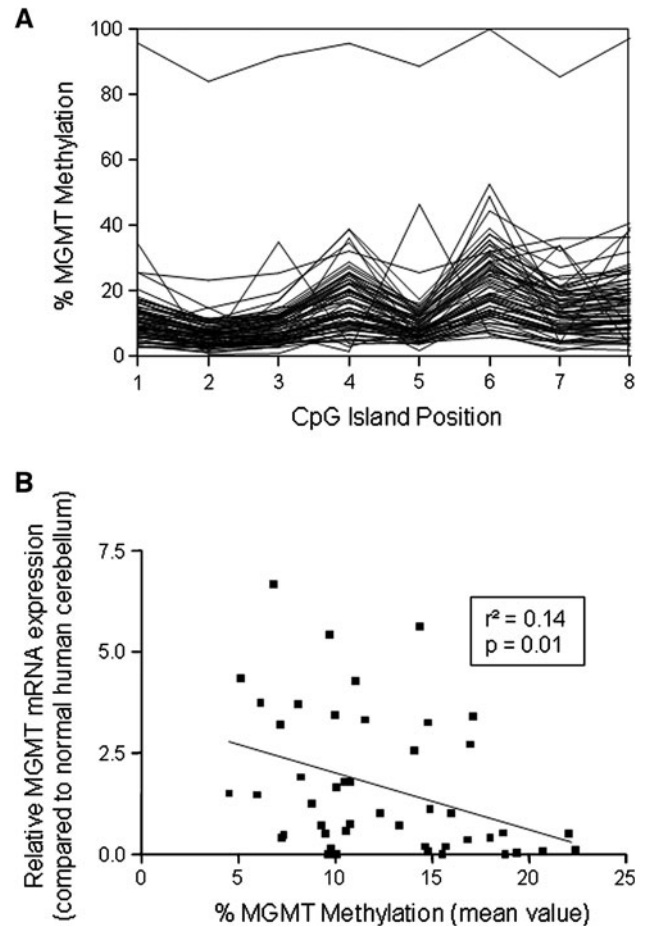 A
100
80
60
40
20
0
% MGMT Methylation
1 2 3 4 5 6 7 8
CpG Island Position
B
Relative MGMT mRNA expression
(compared to normal human cerebellum)
7.5
5.0
2.5
0.0
r² = 0.14
p = 0.01
0 5 10 15 20 25
% MGMT Methylation (mean value)